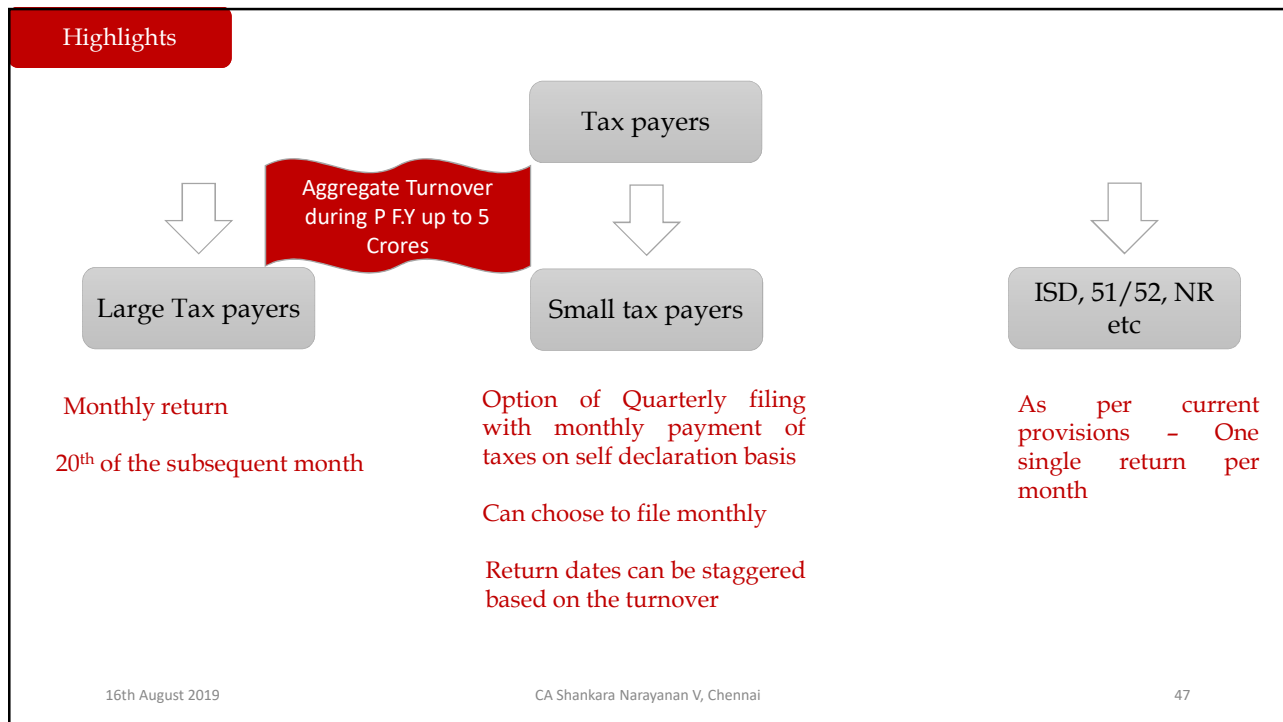 Highlights
Tax payers
Aggregate Turnover
during P F.Y up to 5
Crores
Large Tax payers
Small tax payers
ISD, 51/52, NR
etc
Monthly return
20th of the subsequent month
Option of Quarterly filing
with monthly payment of
taxes on self declaration basis
Can choose to file monthly
Return dates can be staggered
based on the turnover
As per current
provisions – One
single return per
month
16th August 2019
CA Shankara Narayanan V, Chennai
47